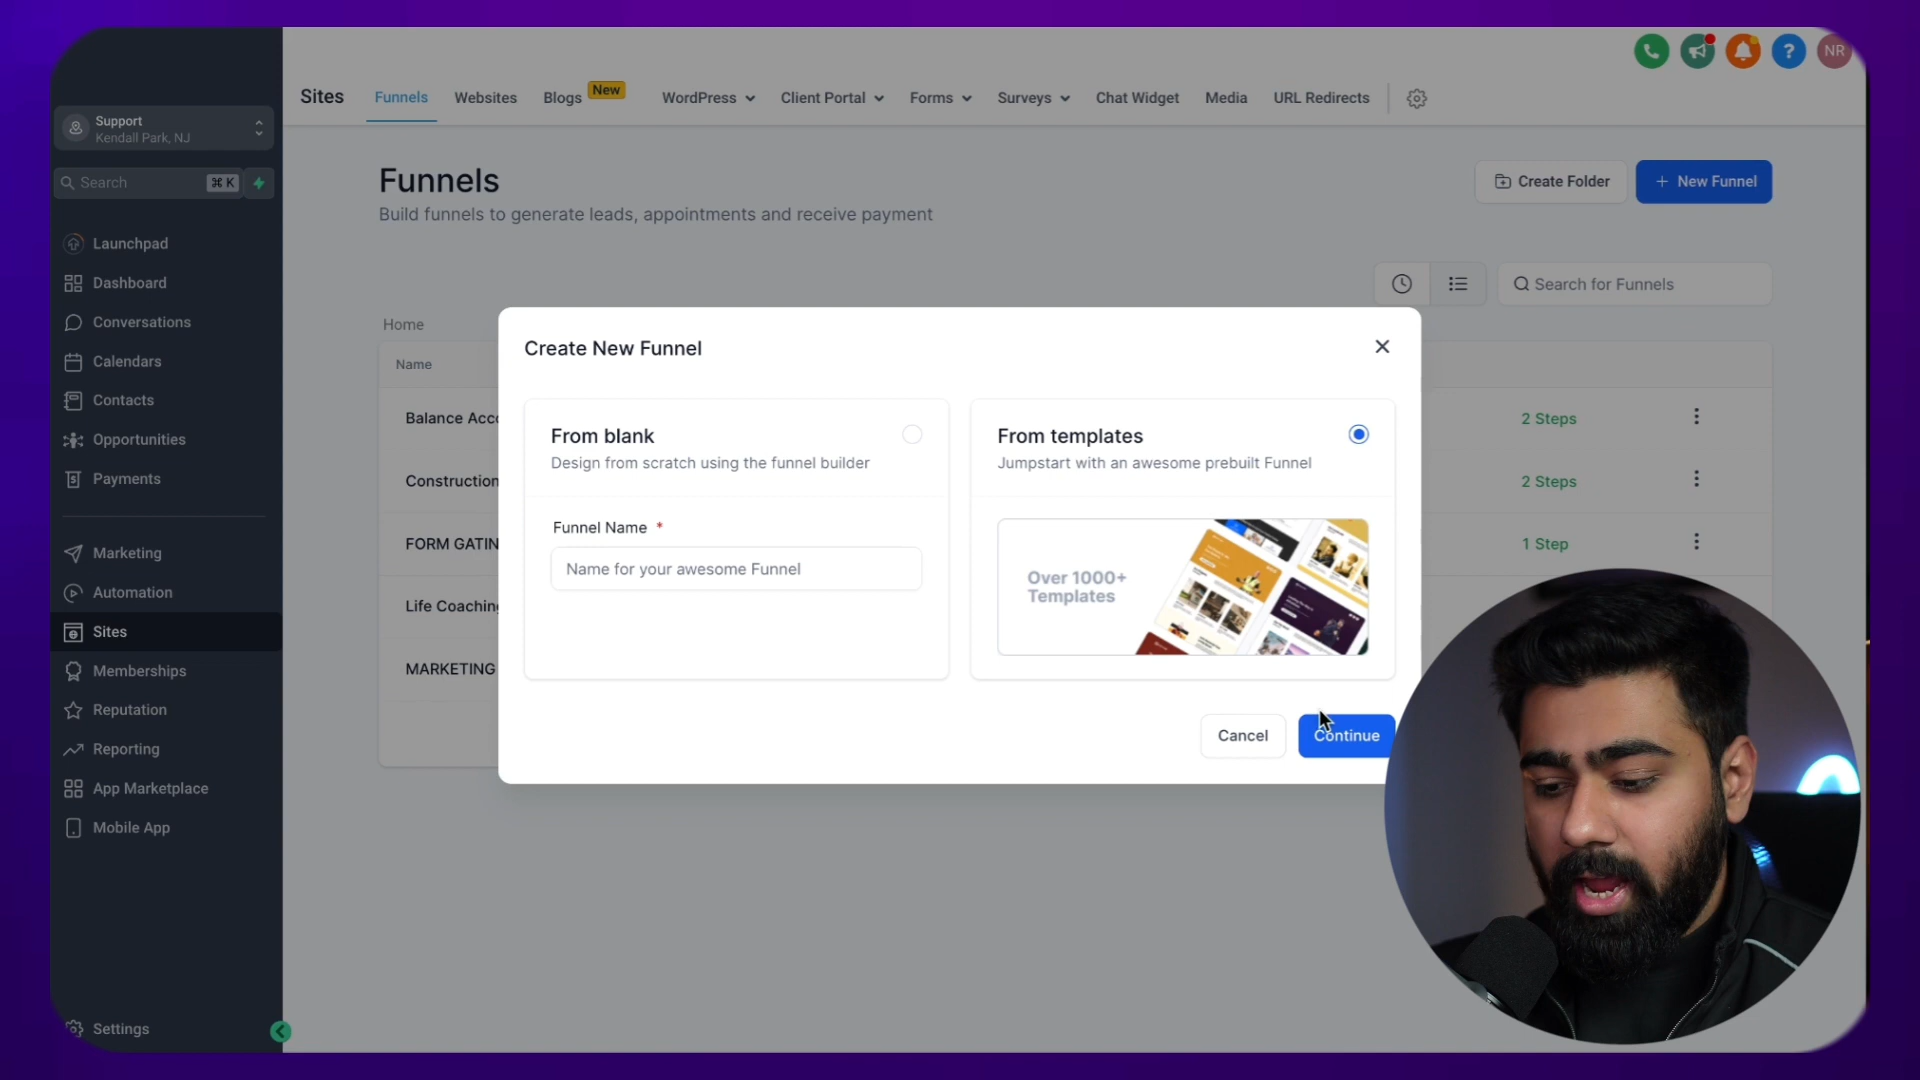 NR
Sites
Funnels
Websites
Blogs
New
WordPress
Client Portal
Forms
Surveys
Chat Widget
Media
URL Redirects
Support
Kendall Park, NJ
Search
⌘ K
Launchpad
Dashboard
Conversations
Calendars
Contacts
Opportunities
Payments
Marketing
Automation
Sites
Memberships
Reputation
Reporting
App Marketplace
Mobile App
Settings
Funnels
Build funnels to generate leads, appointments and receive payment
Create Folder
+ New Funnel
Search for Funnels
Home
Name
Balance Acc
2 Steps
Construction
2 Steps
FORM GATIN
1 Step
Life Coaching
MARKETING
Create New Funnel
From blank
Design from scratch using the funnel builder
Funnel Name *
Name for your awesome Funnel
From templates
Jumpstart with an awesome prebuilt Funnel
Over 1000+
Templates
Cancel
Continue